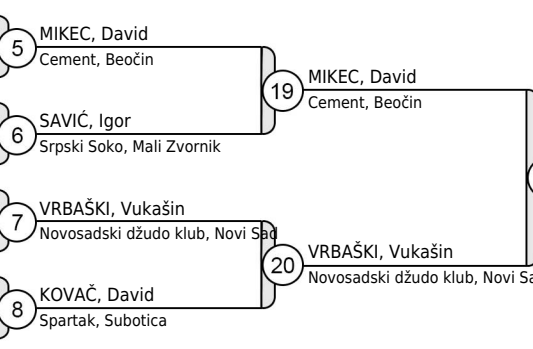 5
MIKEC, David
Cement, Beočin
6
SAVIĆ, Igor
Srpski Soko, Mali Zvornik
19
MIKEC, David
Cement, Beočin
7
VRBAŠKI, Vukašin
Novosadski džudo klub, Novi Sad
8
KOVAČ, David
Spartak, Subotica
20
VRBAŠKI, Vukašin
Novosadski džudo klub, Novi Sa